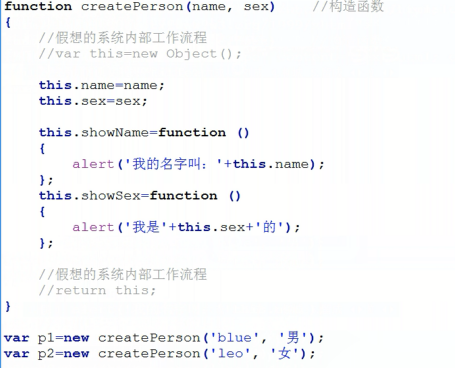 function createPerson(name, sex)    //构造函数
{
    //假想的系统内部工作流程
    //var this=new Object();

    this.name=name;
    this.sex=sex;

    this.showName=function ()
    {
        alert('我的名字叫：'+this.name);
    };
    this.showSex=function ()
    {
        alert('我是'+this.sex+'的');
    };

    //假想的系统内部工作流程
    //return this;
}

var p1=new createPerson('blue', '男');
var p2=new createPerson('leo', '女');